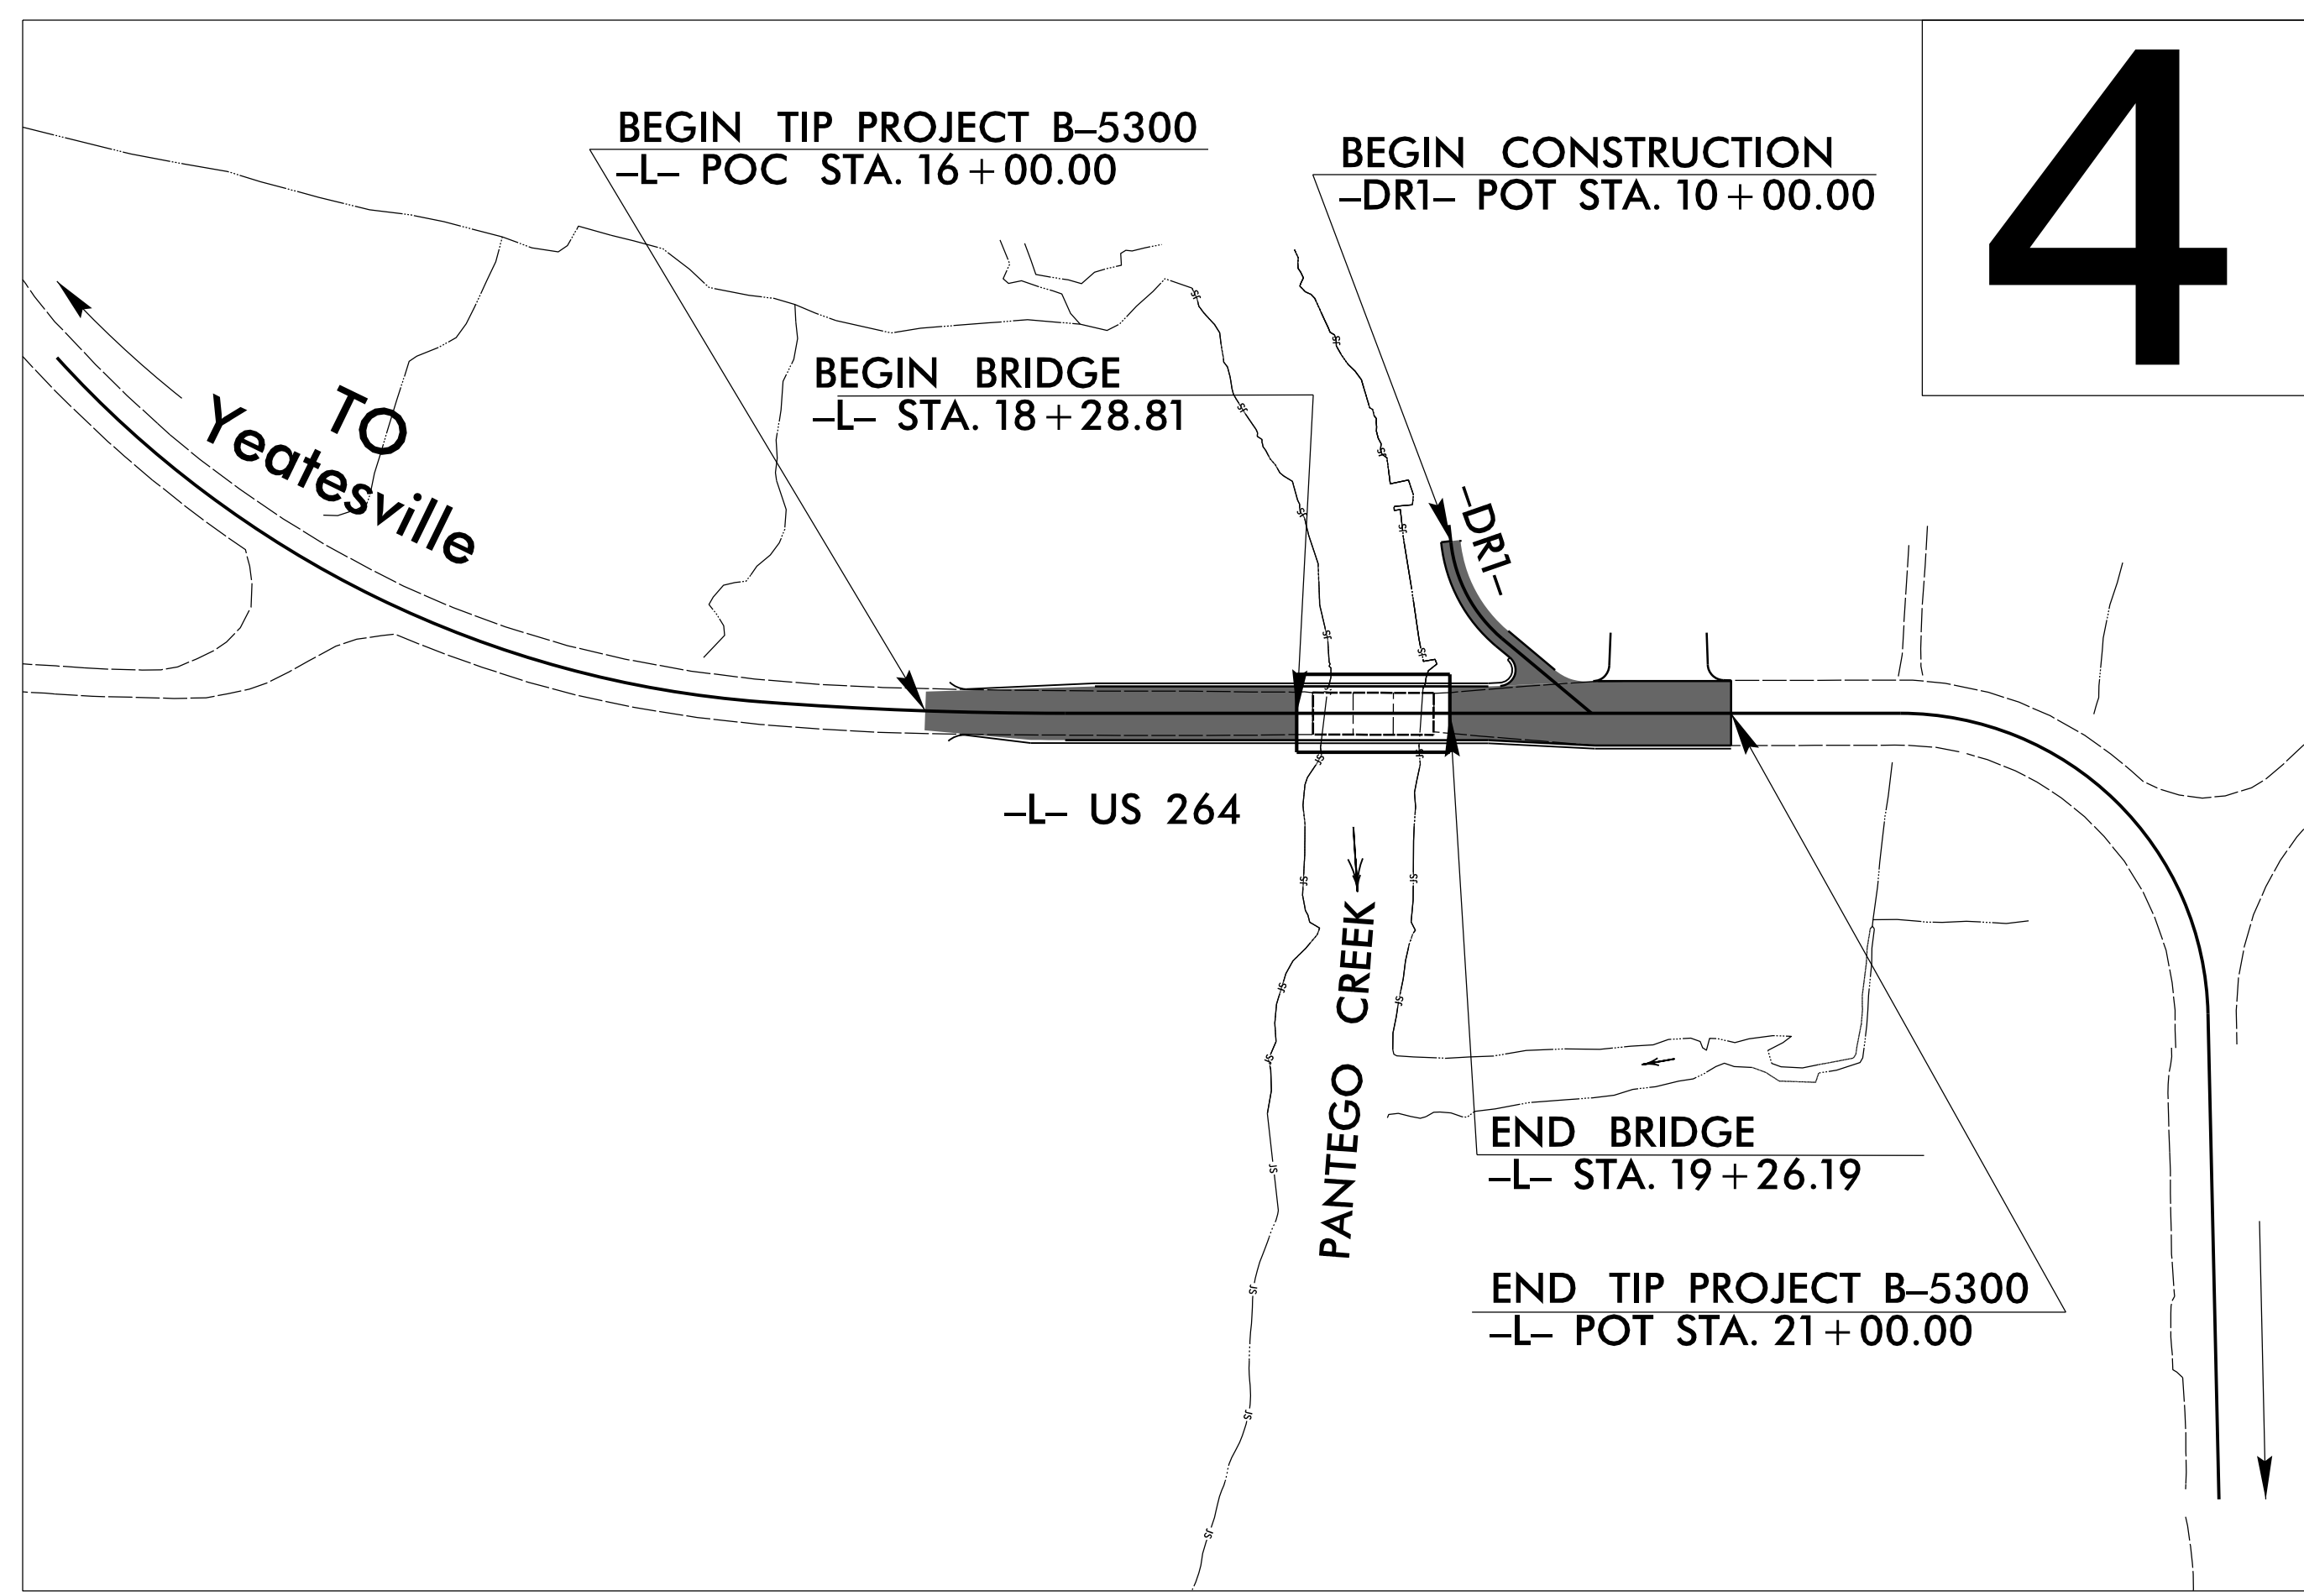 BEGIN TIP PROJECT B–5300
–L– POC STA. 16+00.00
BEGIN CONSTRUCTION
–DR1– POT STA. 10+00.00
4
BEGIN BRIDGE
–L– STA. 18+28.81
TO
Yeatesville
–DR1–
–L– US 264
PANTEGO CREEK
END BRIDGE
–L– STA. 19+26.19
END TIP PROJECT B–5300
–L– POT STA. 21+00.00